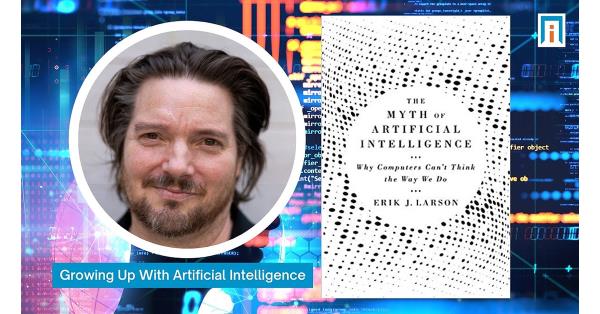 THE
MYTH OF
ARTIFICIAL
INTELLIGENCE
Why Computers Can't Think
the Way We Do
ERIK J. LARSON
Growing Up With Artificial Intelligence